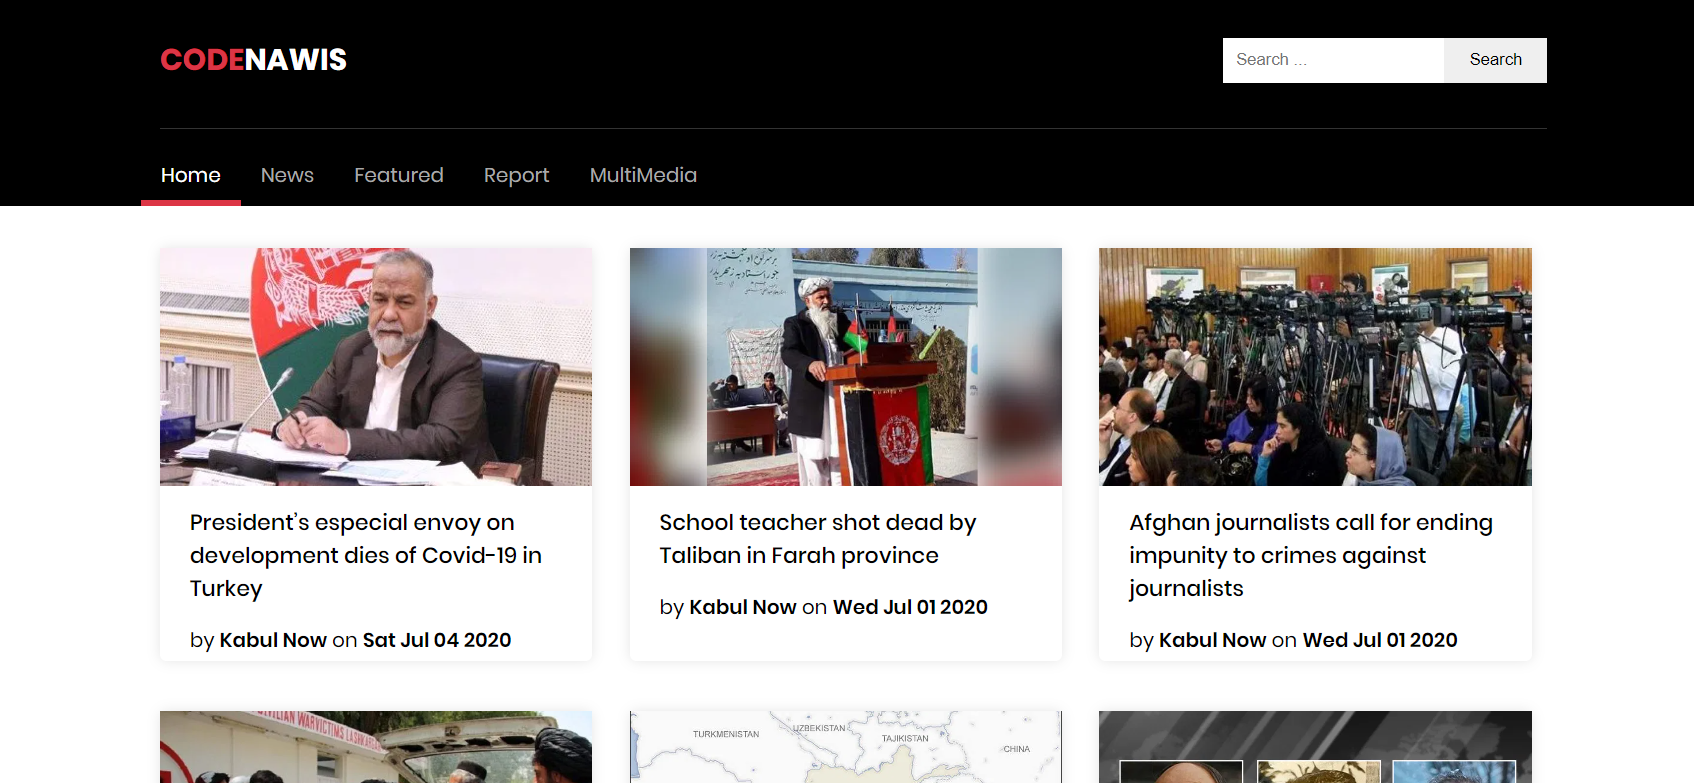 CODENAWIS
Search ...
Search
Home
News
Featured
Report
MultiMedia
President’s especial envoy on
development dies of Covid-19 in
Turkey
by Kabul Now on Sat Jul 04 2020
School teacher shot dead by
Taliban in Farah province
by Kabul Now on Wed Jul 01 2020
Afghan journalists call for ending
impunity to crimes against
journalists
by Kabul Now on Wed Jul 01 2020
TURKMENISTAN
UZBEKISTAN
TAJIKISTAN
CHINA